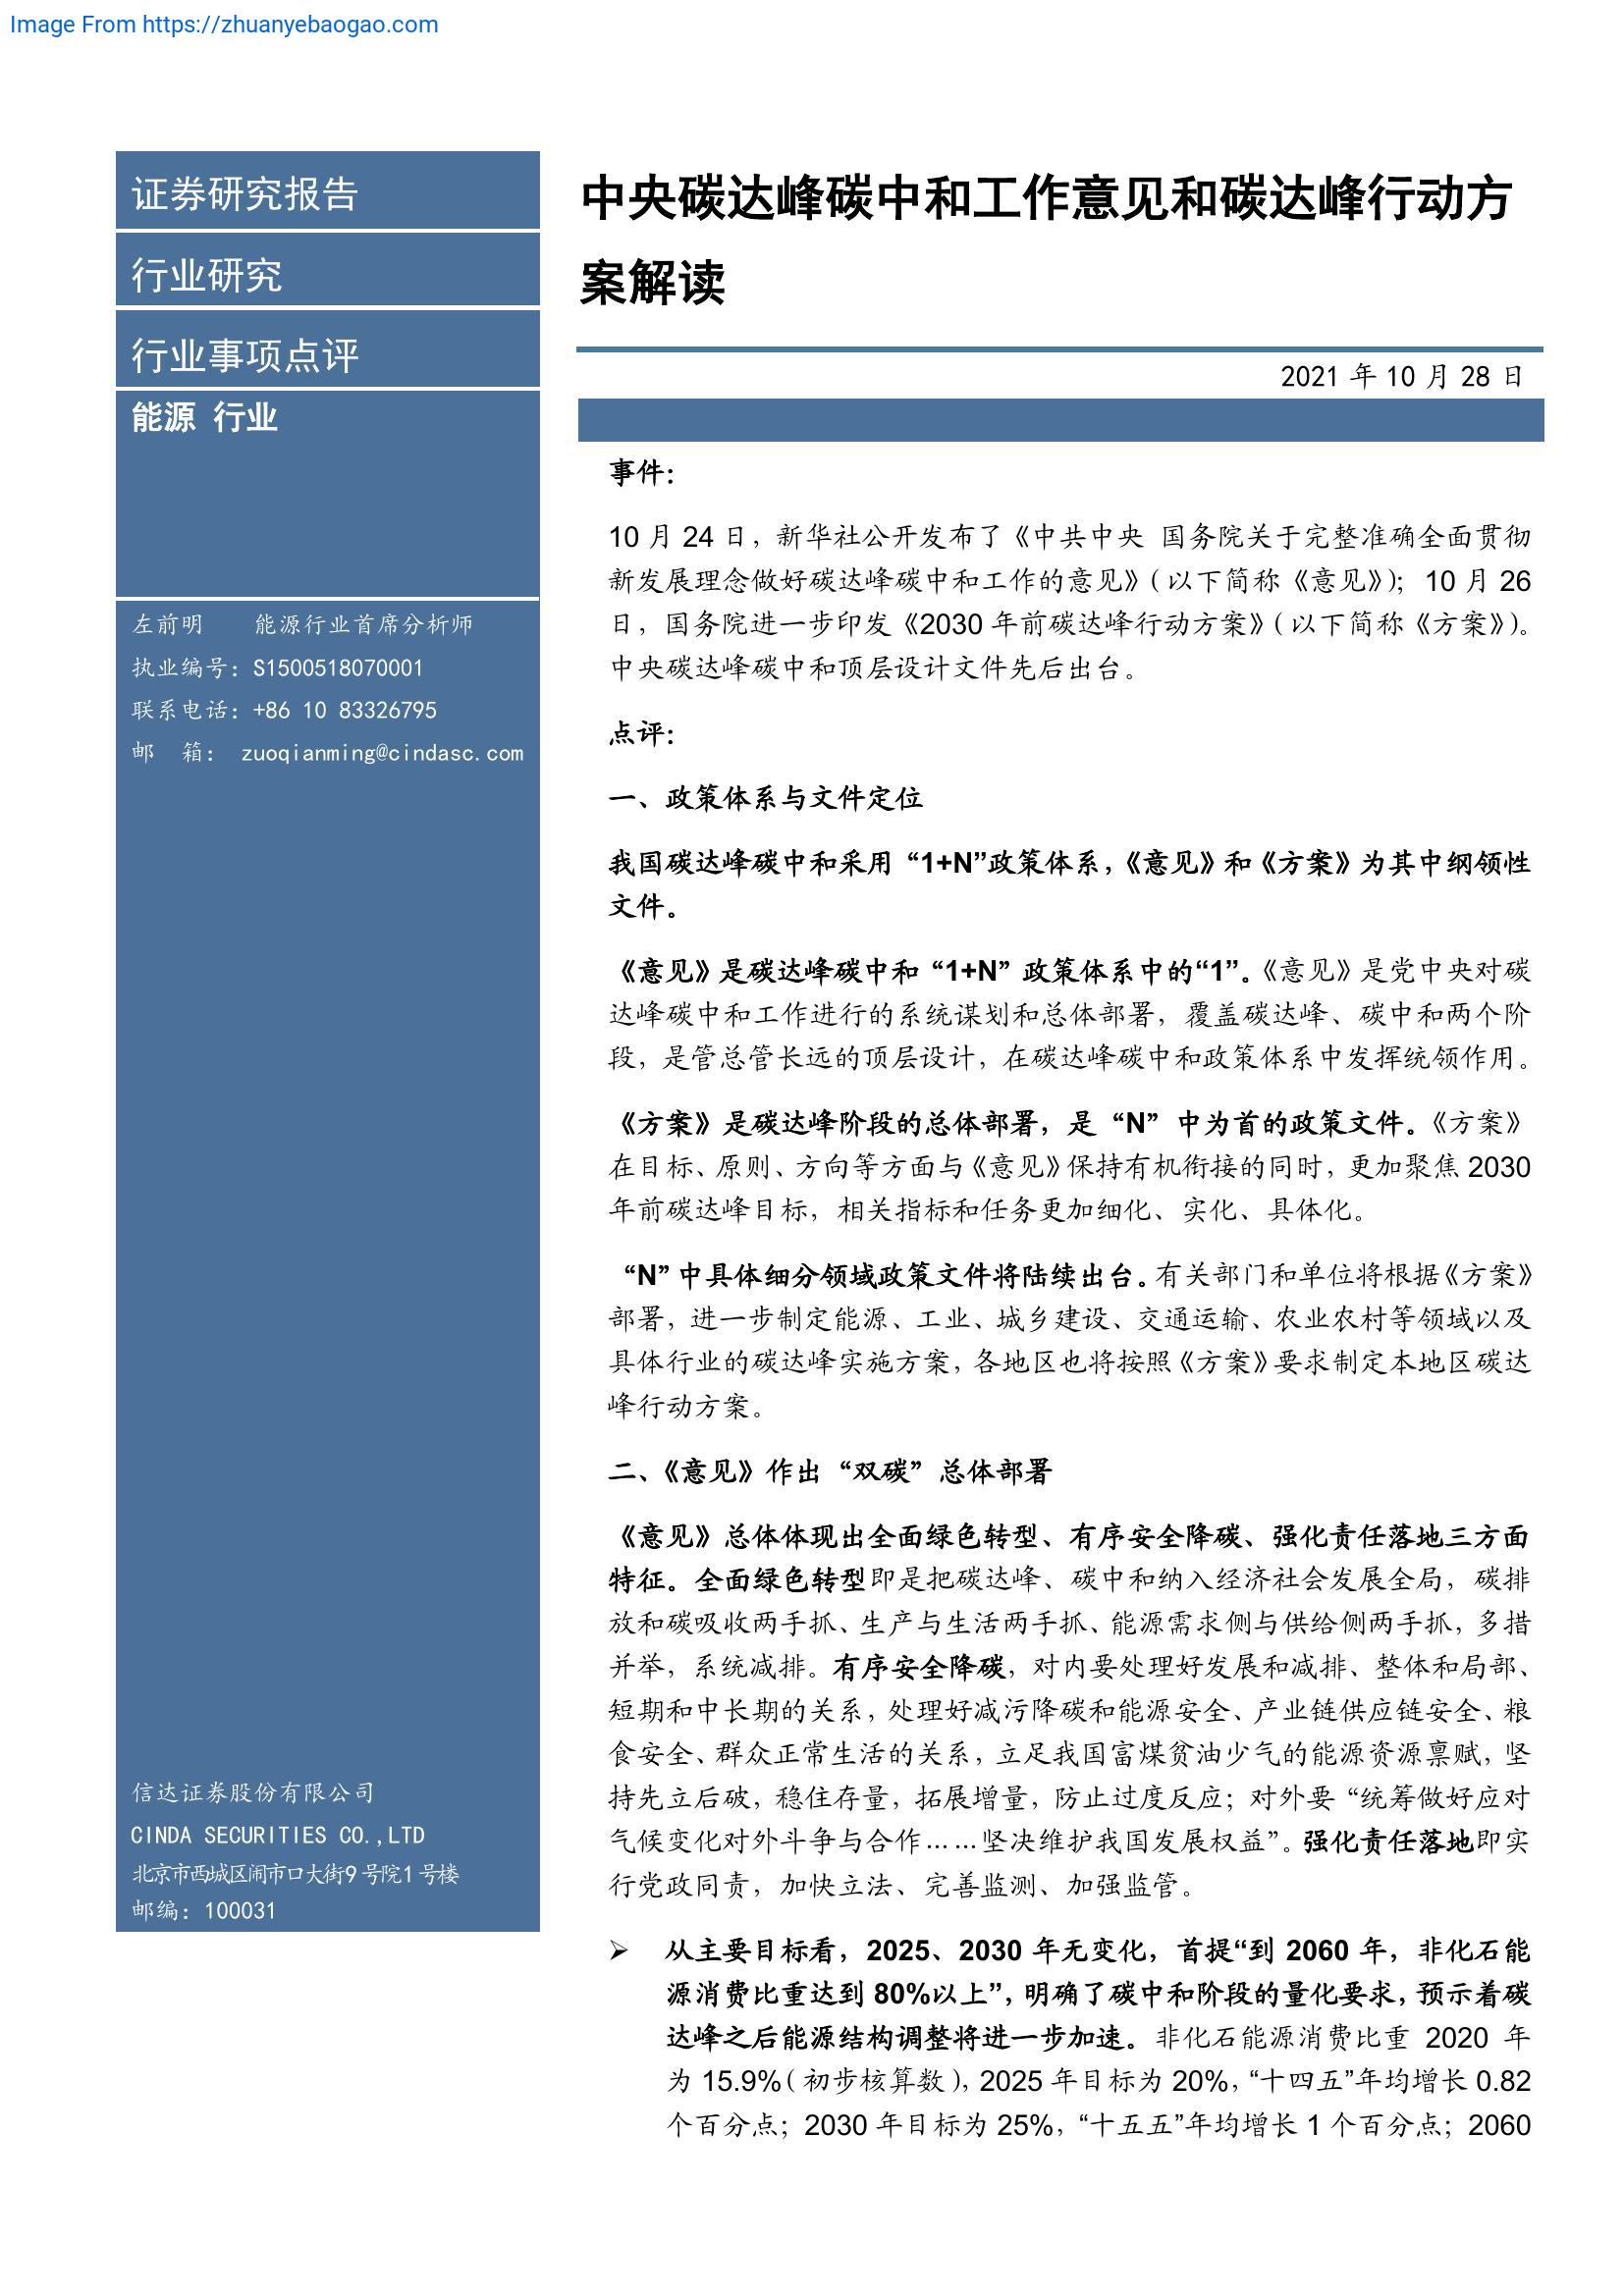 Image From https://zhuanyebaogao.com
证券研究报告
行业研究
行业事项点评
能源 行业
左前明 能源行业首席分析师
执业编号：S1500518070001
联系电话：+86 10 83326795
邮 箱： zuoqianming@cindasc.com
信达证券股份有限公司
CINDA SECURITIES CO.,LTD
北京市西城区闹市口大街9号院1号楼
邮编：100031
中央碳达峰碳中和工作意见和碳达峰行动方
案解读
2021 年 10 月 28 日
事件：
10 月 24 日，新华社公开发布了《中共中央 国务院关于完整准确全面贯彻
新发展理念做好碳达峰碳中和工作的意见》（以下简称《意见》）；10 月 26
日，国务院进一步印发《2030 年前碳达峰行动方案》（以下简称《方案》）。
中央碳达峰碳中和顶层设计文件先后出台。
点评：
一、政策体系与文件定位
我国碳达峰碳中和采用“1+N”政策体系，《意见》和《方案》为其中纲领性
文件。
《意见》是碳达峰碳中和“1+N”政策体系中的“1”。《意见》是党中央对碳
达峰碳中和工作进行的系统谋划和总体部署，覆盖碳达峰、碳中和两个阶
段，是管总管长远的顶层设计，在碳达峰碳中和政策体系中发挥统领作用。
《方案》是碳达峰阶段的总体部署，是“N”中为首的政策文件。《方案》
在目标、原则、方向等方面与《意见》保持有机衔接的同时，更加聚焦 2030
年前碳达峰目标，相关指标和任务更加细化、实化、具体化。
“N”中具体细分领域政策文件将陆续出台。有关部门和单位将根据《方案》
部署，进一步制定能源、工业、城乡建设、交通运输、农业农村等领域以及
具体行业的碳达峰实施方案，各地区也将按照《方案》要求制定本地区碳达
峰行动方案。
二、《意见》作出“双碳”总体部署
《意见》总体体现出全面绿色转型、有序安全降碳、强化责任落地三方面
特征。全面绿色转型即是把碳达峰、碳中和纳入经济社会发展全局，碳排
放和碳吸收两手抓、生产与生活两手抓、能源需求侧与供给侧两手抓，多措
并举，系统减排。有序安全降碳，对内要处理好发展和减排、整体和局部、
短期和中长期的关系，处理好减污降碳和能源安全、产业链供应链安全、粮
食安全、群众正常生活的关系，立足我国富煤贫油少气的能源资源禀赋，坚
持先立后破，稳住存量，拓展增量，防止过度反应；对外要“统筹做好应对
气候变化对外斗争与合作……坚决维护我国发展权益”。强化责任落地即实
行党政同责，加快立法、完善监测、加强监管。
➢ 从主要目标看，2025、2030 年无变化，首提“到 2060 年，非化石能
源消费比重达到 80%以上”，明确了碳中和阶段的量化要求，预示着碳
达峰之后能源结构调整将进一步加速。非化石能源消费比重 2020 年
为 15.9%（初步核算数），2025 年目标为 20%，“十四五”年均增长 0.82
个百分点；2030 年目标为 25%，“十五五”年均增长 1 个百分点；2060